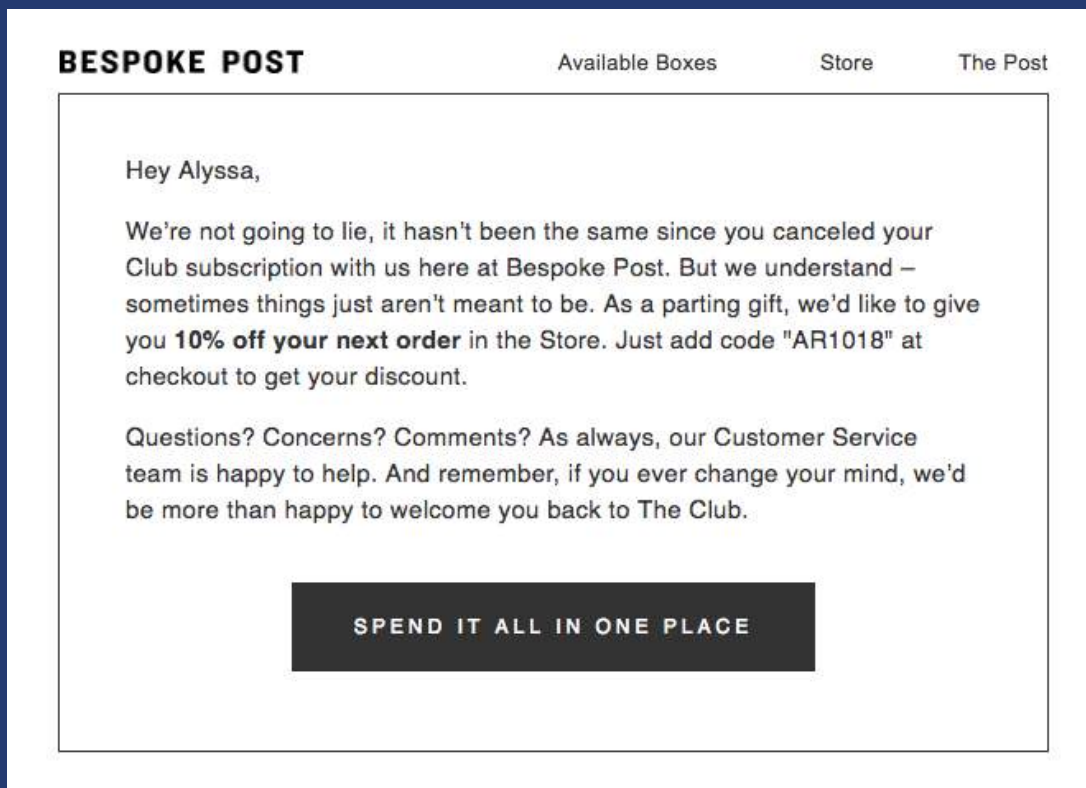 BESPOKE POST
Available Boxes Store The Post
Hey Alyssa,
We're not going to lie, it hasn't been the same since you canceled your
Club subscription with us here at Bespoke Post. But we understand –
sometimes things just aren't meant to be. As a parting gift, we'd like to give
you 10% off your next order in the Store. Just add code "AR1018" at
checkout to get your discount.
Questions? Concerns? Comments? As always, our Customer Service
team is happy to help. And remember, if you ever change your mind, we'd
be more than happy to welcome you back to The Club.
SPEND IT ALL IN ONE PLACE